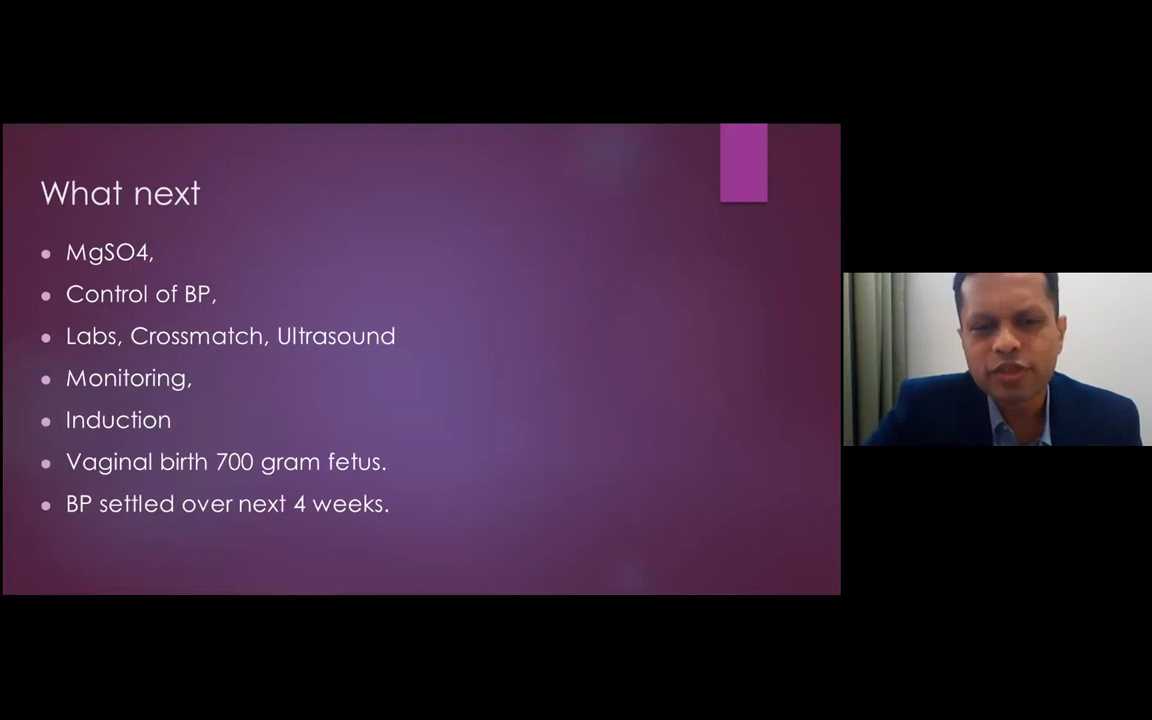 What next
MgSO4,
Control of BP,
Labs, Crossmatch, Ultrasound
Monitoring,
Induction
Vaginal birth 700 gram fetus.
BP settled over next 4 weeks.